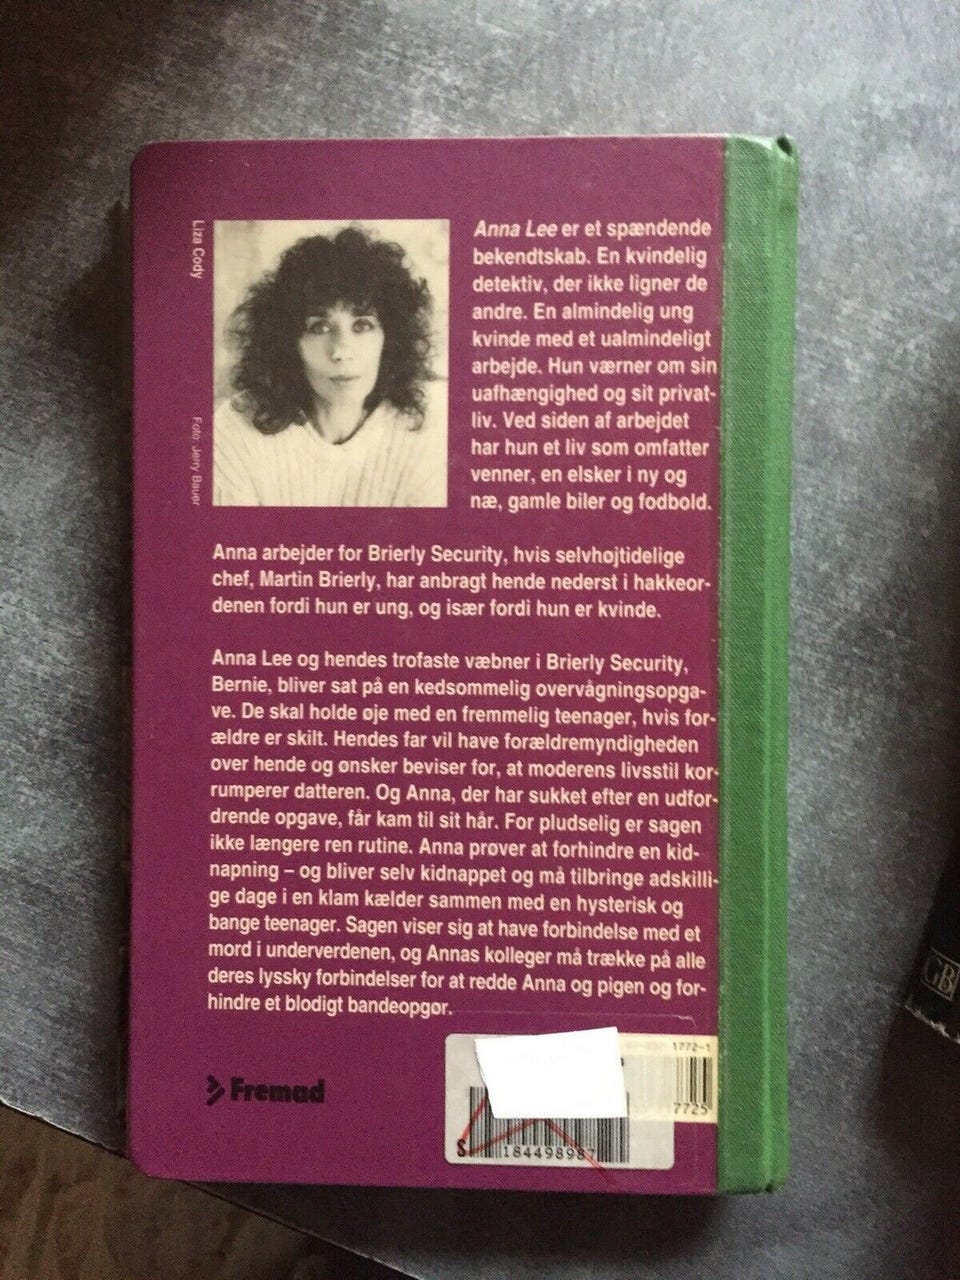 Liza Cody
Foto: Jerry Bauer
Anna Lee er et spændende
bekendtskab. En kvindelig
detektiv, der ikke ligner de
andre. En almindelig ung
kvinde med et ualmindeligt
arbejde. Hun værner om sin
uafhængighed og sit privat-
liv. Ved siden af arbejdet
har hun et liv som omfatter
venner, en elsker i ny og
næ, gamle biler og fodbold.
Anna arbejder for Brierly Security, hvis selvhøjtidelige
chef, Martin Brierly, har anbragt hende nederst i hakkeor-
denen fordi hun er ung, og især fordi hun er kvinde.
Anna Lee og hendes trofaste væbner i Brierly Security,
Bernie, bliver sat på en kedsommelig overvågningsopga-
ve. De skal holde øje med en fremmelig teenager, hvis for-
ældre er skilt. Hendes far vil have forældremyndigheden
over hende og ønsker beviser for, at moderens livsstil kor-
rumperer datteren. Og Anna, der har sukket efter en udfor-
drende opgave, får kam til sit hår. For pludselig er sagen
ikke længere ren rutine. Anna prøver at forhindre en kid-
napning – og bliver selv kidnappet og må tilbringe adskilli-
ge dage i en klam kælder sammen med en hysterisk og
bange teenager. Sagen viser sig at have forbindelse med et
mord i underverdenen, og Annas kolleger må trække på alle
deres lyssky forbindelser for at redde Anna og pigen og for-
hindre et blodigt bandeopgør.
1772-1
7725
Fremad
184498987
GB